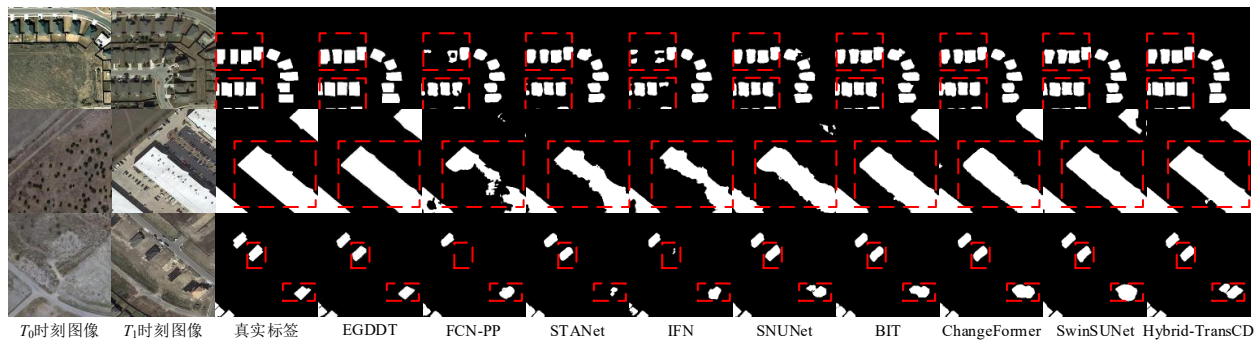 T₀时刻图像 T₁时刻图像 真实标签 EGDDT FCN-PP STANet IFN SNUNet BIT ChangeFormer SwinSUNet Hybrid-TransCD